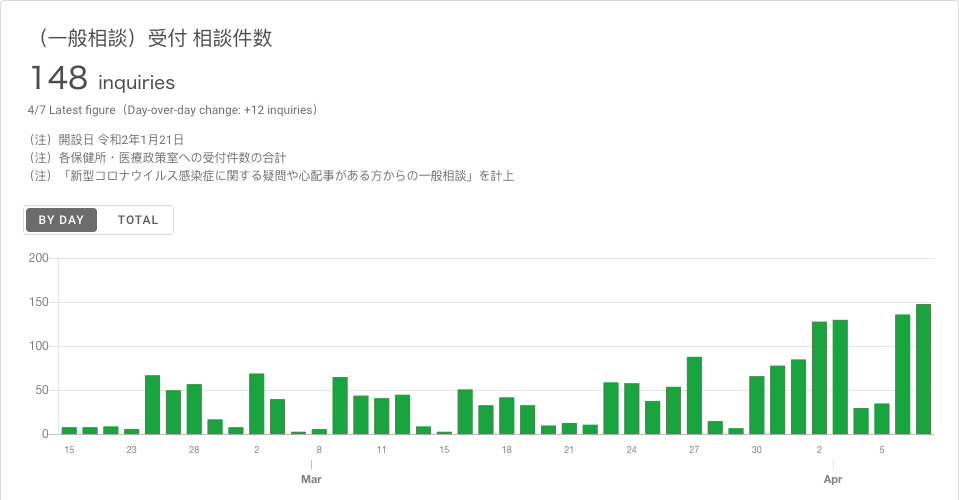 （一般相談）受付 相談件数
148 inquiries
4/7 Latest figure（Day-over-day change: +12 inquiries）
（注）開設日 令和2年1月21日
（注）各保健所・医療政策室への受付件数の合計
（注）「新型コロナウイルス感染症に関する疑問や心配事がある方からの一般相談」を計上
BY DAY TOTAL
200
150
100
50
0
15 23 28 2 8 11 15 18 21 24 27 30 2 5
Mar Apr